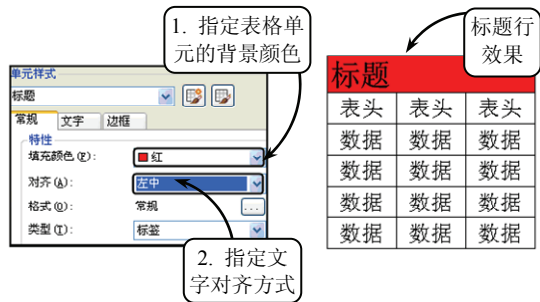 1. 指定表格单
元的背景颜色
标题行
效果
单元样式
标题
常规 文字 边框
特性
填充颜色(F): 红
对齐(A): 左中
格式(O): 常规 ...
类型(T): 标签
2. 指定文
字对齐方式
标题
表头 表头 表头
数据 数据 数据
数据 数据 数据
数据 数据 数据
数据 数据 数据